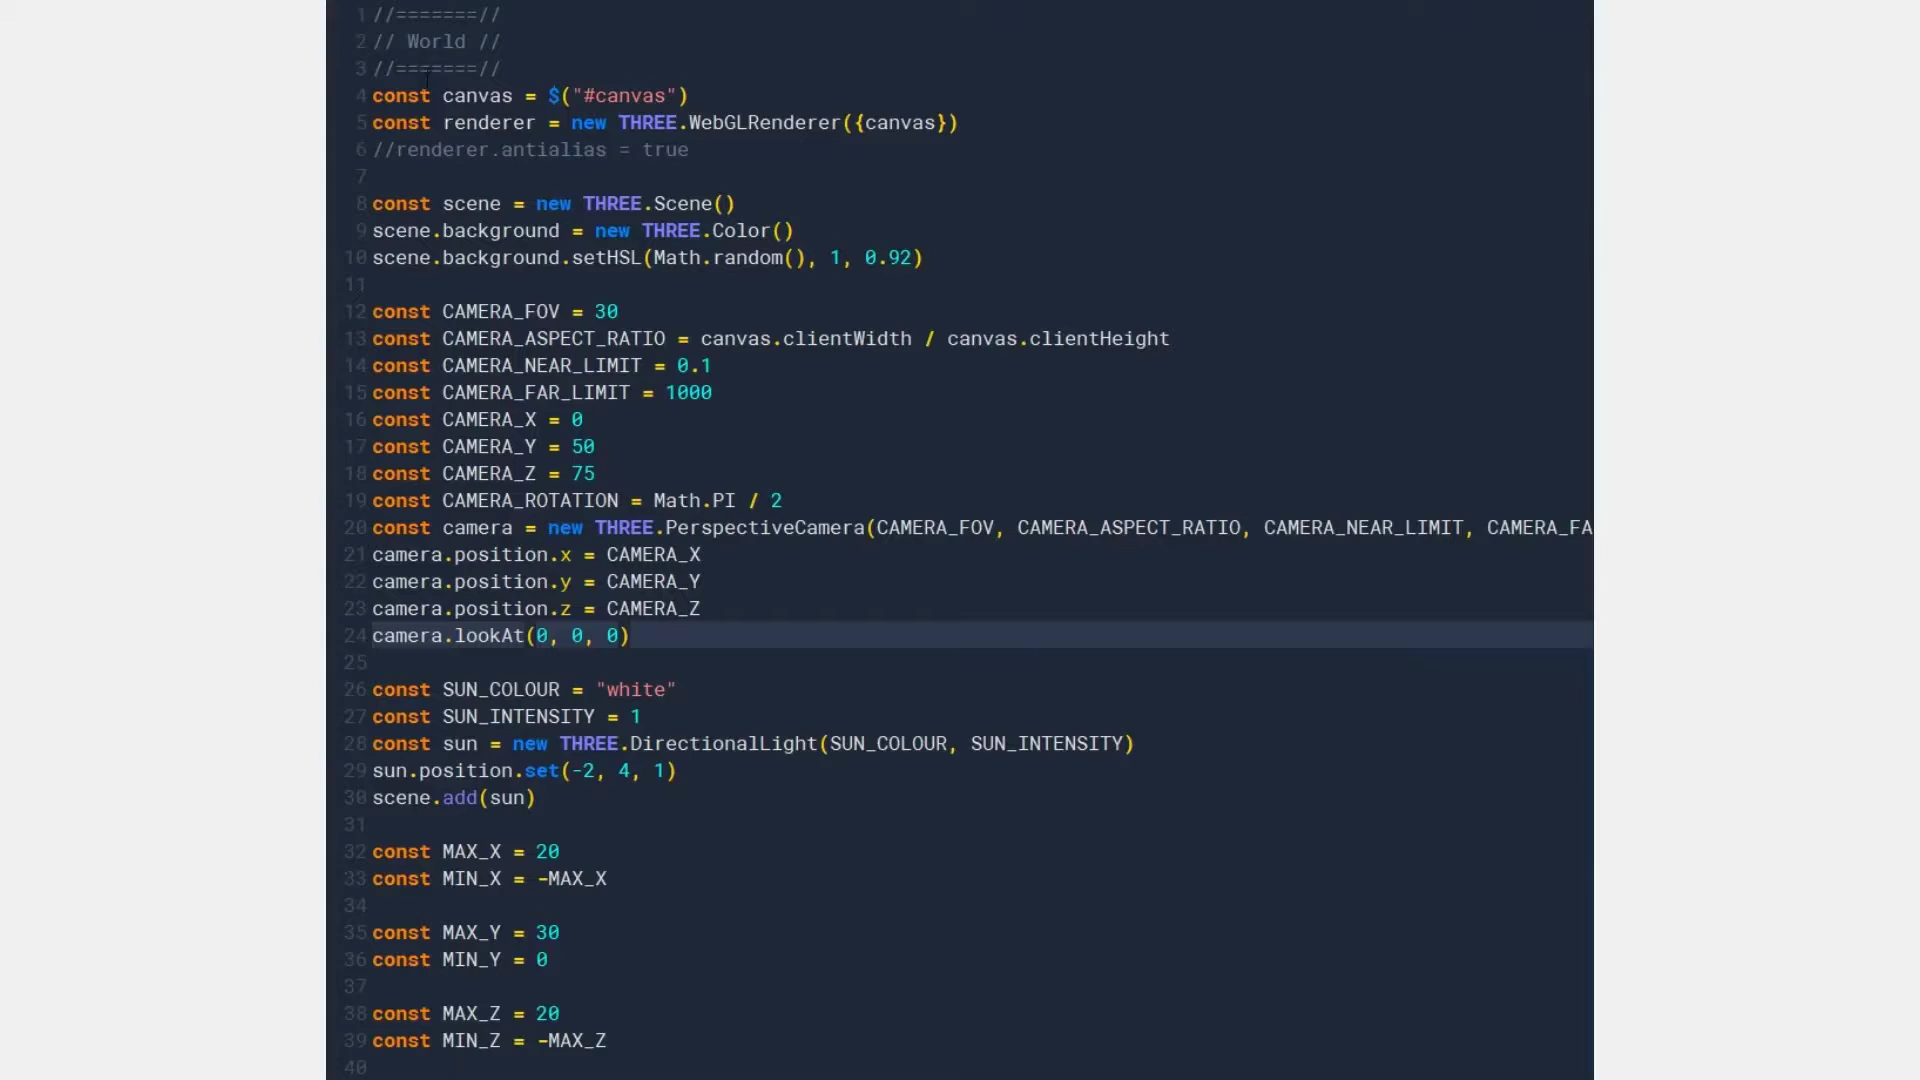 1 //=======//
2 // World //
3 //=======//
4 const canvas = $("#canvas")
5 const renderer = new THREE.WebGLRenderer({canvas})
6 //renderer.antialias = true
7
8 const scene = new THREE.Scene()
9 scene.background = new THREE.Color()
10 scene.background.setHSL(Math.random(), 1, 0.92)
11
12 const CAMERA_FOV = 30
13 const CAMERA_ASPECT_RATIO = canvas.clientWidth / canvas.clientHeight
14 const CAMERA_NEAR_LIMIT = 0.1
15 const CAMERA_FAR_LIMIT = 1000
16 const CAMERA_X = 0
17 const CAMERA_Y = 50
18 const CAMERA_Z = 75
19 const CAMERA_ROTATION = Math.PI / 2
20 const camera = new THREE.PerspectiveCamera(CAMERA_FOV, CAMERA_ASPECT_RATIO, CAMERA_NEAR_LIMIT, CAMERA_FA
21 camera.position.x = CAMERA_X
22 camera.position.y = CAMERA_Y
23 camera.position.z = CAMERA_Z
24 camera.lookAt(0, 0, 0)
25
26 const SUN_COLOUR = "white"
27 const SUN_INTENSITY = 1
28 const sun = new THREE.DirectionalLight(SUN_COLOUR, SUN_INTENSITY)
29 sun.position.set(-2, 4, 1)
30 scene.add(sun)
31
32 const MAX_X = 20
33 const MIN_X = -MAX_X
34
35 const MAX_Y = 30
36 const MIN_Y = 0
37
38 const MAX_Z = 20
39 const MIN_Z = -MAX_Z
40